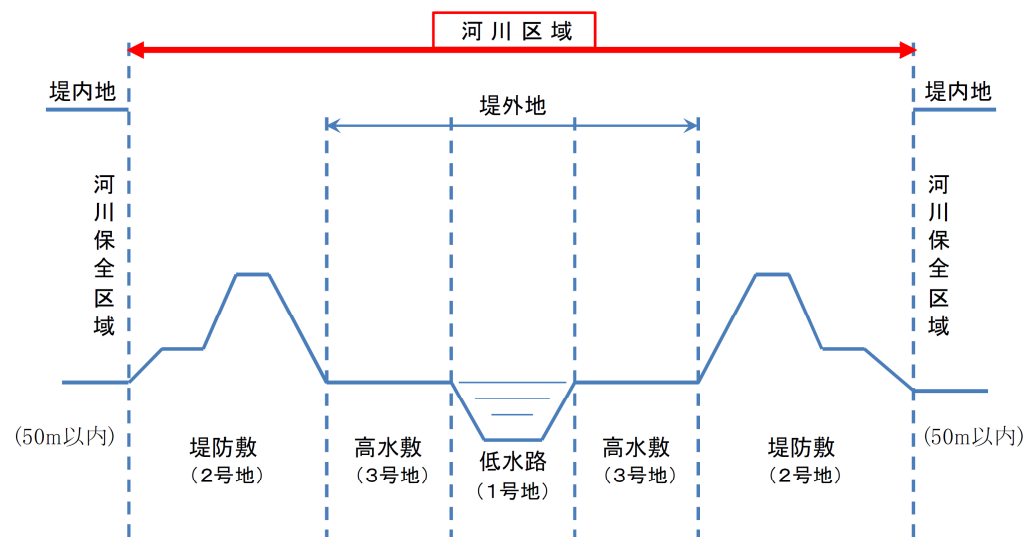 河川区域
堤内地
堤内地
堤外地
河川保全区域
河川保全区域
(50m以内)
(50m以内)
堤防敷
(2号地)
高水敷
(3号地)
低水路
(1号地)
高水敷
(3号地)
堤防敷
(2号地)